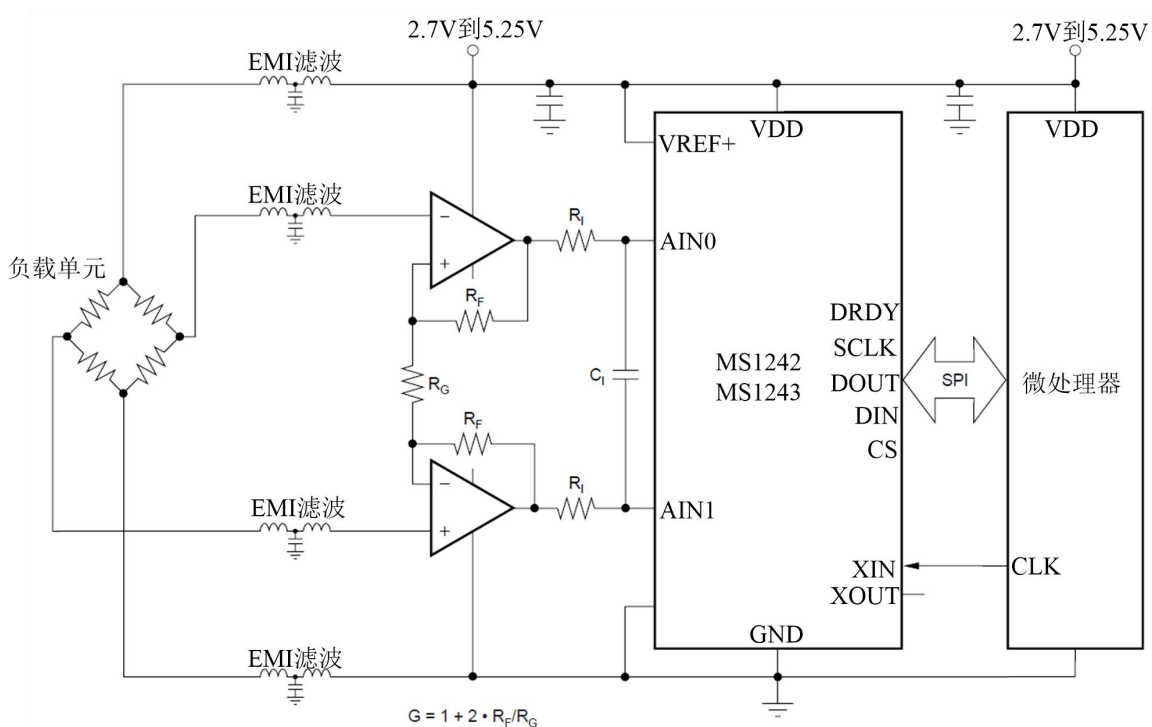 2.7V到5.25V
2.7V到5.25V
EMI滤波
VDD
VDD
VREF+
EMI滤波
−
+
RI
AIN0
负载单元
RF
DRDY
SCLK
MS1242
DOUT
SPI
微处理器
RG
CI
MS1243
DIN
RF
CS
−
+
RI
AIN1
EMI滤波
XIN
CLK
XOUT
GND
EMI滤波
G = 1 + 2 • RF/RG